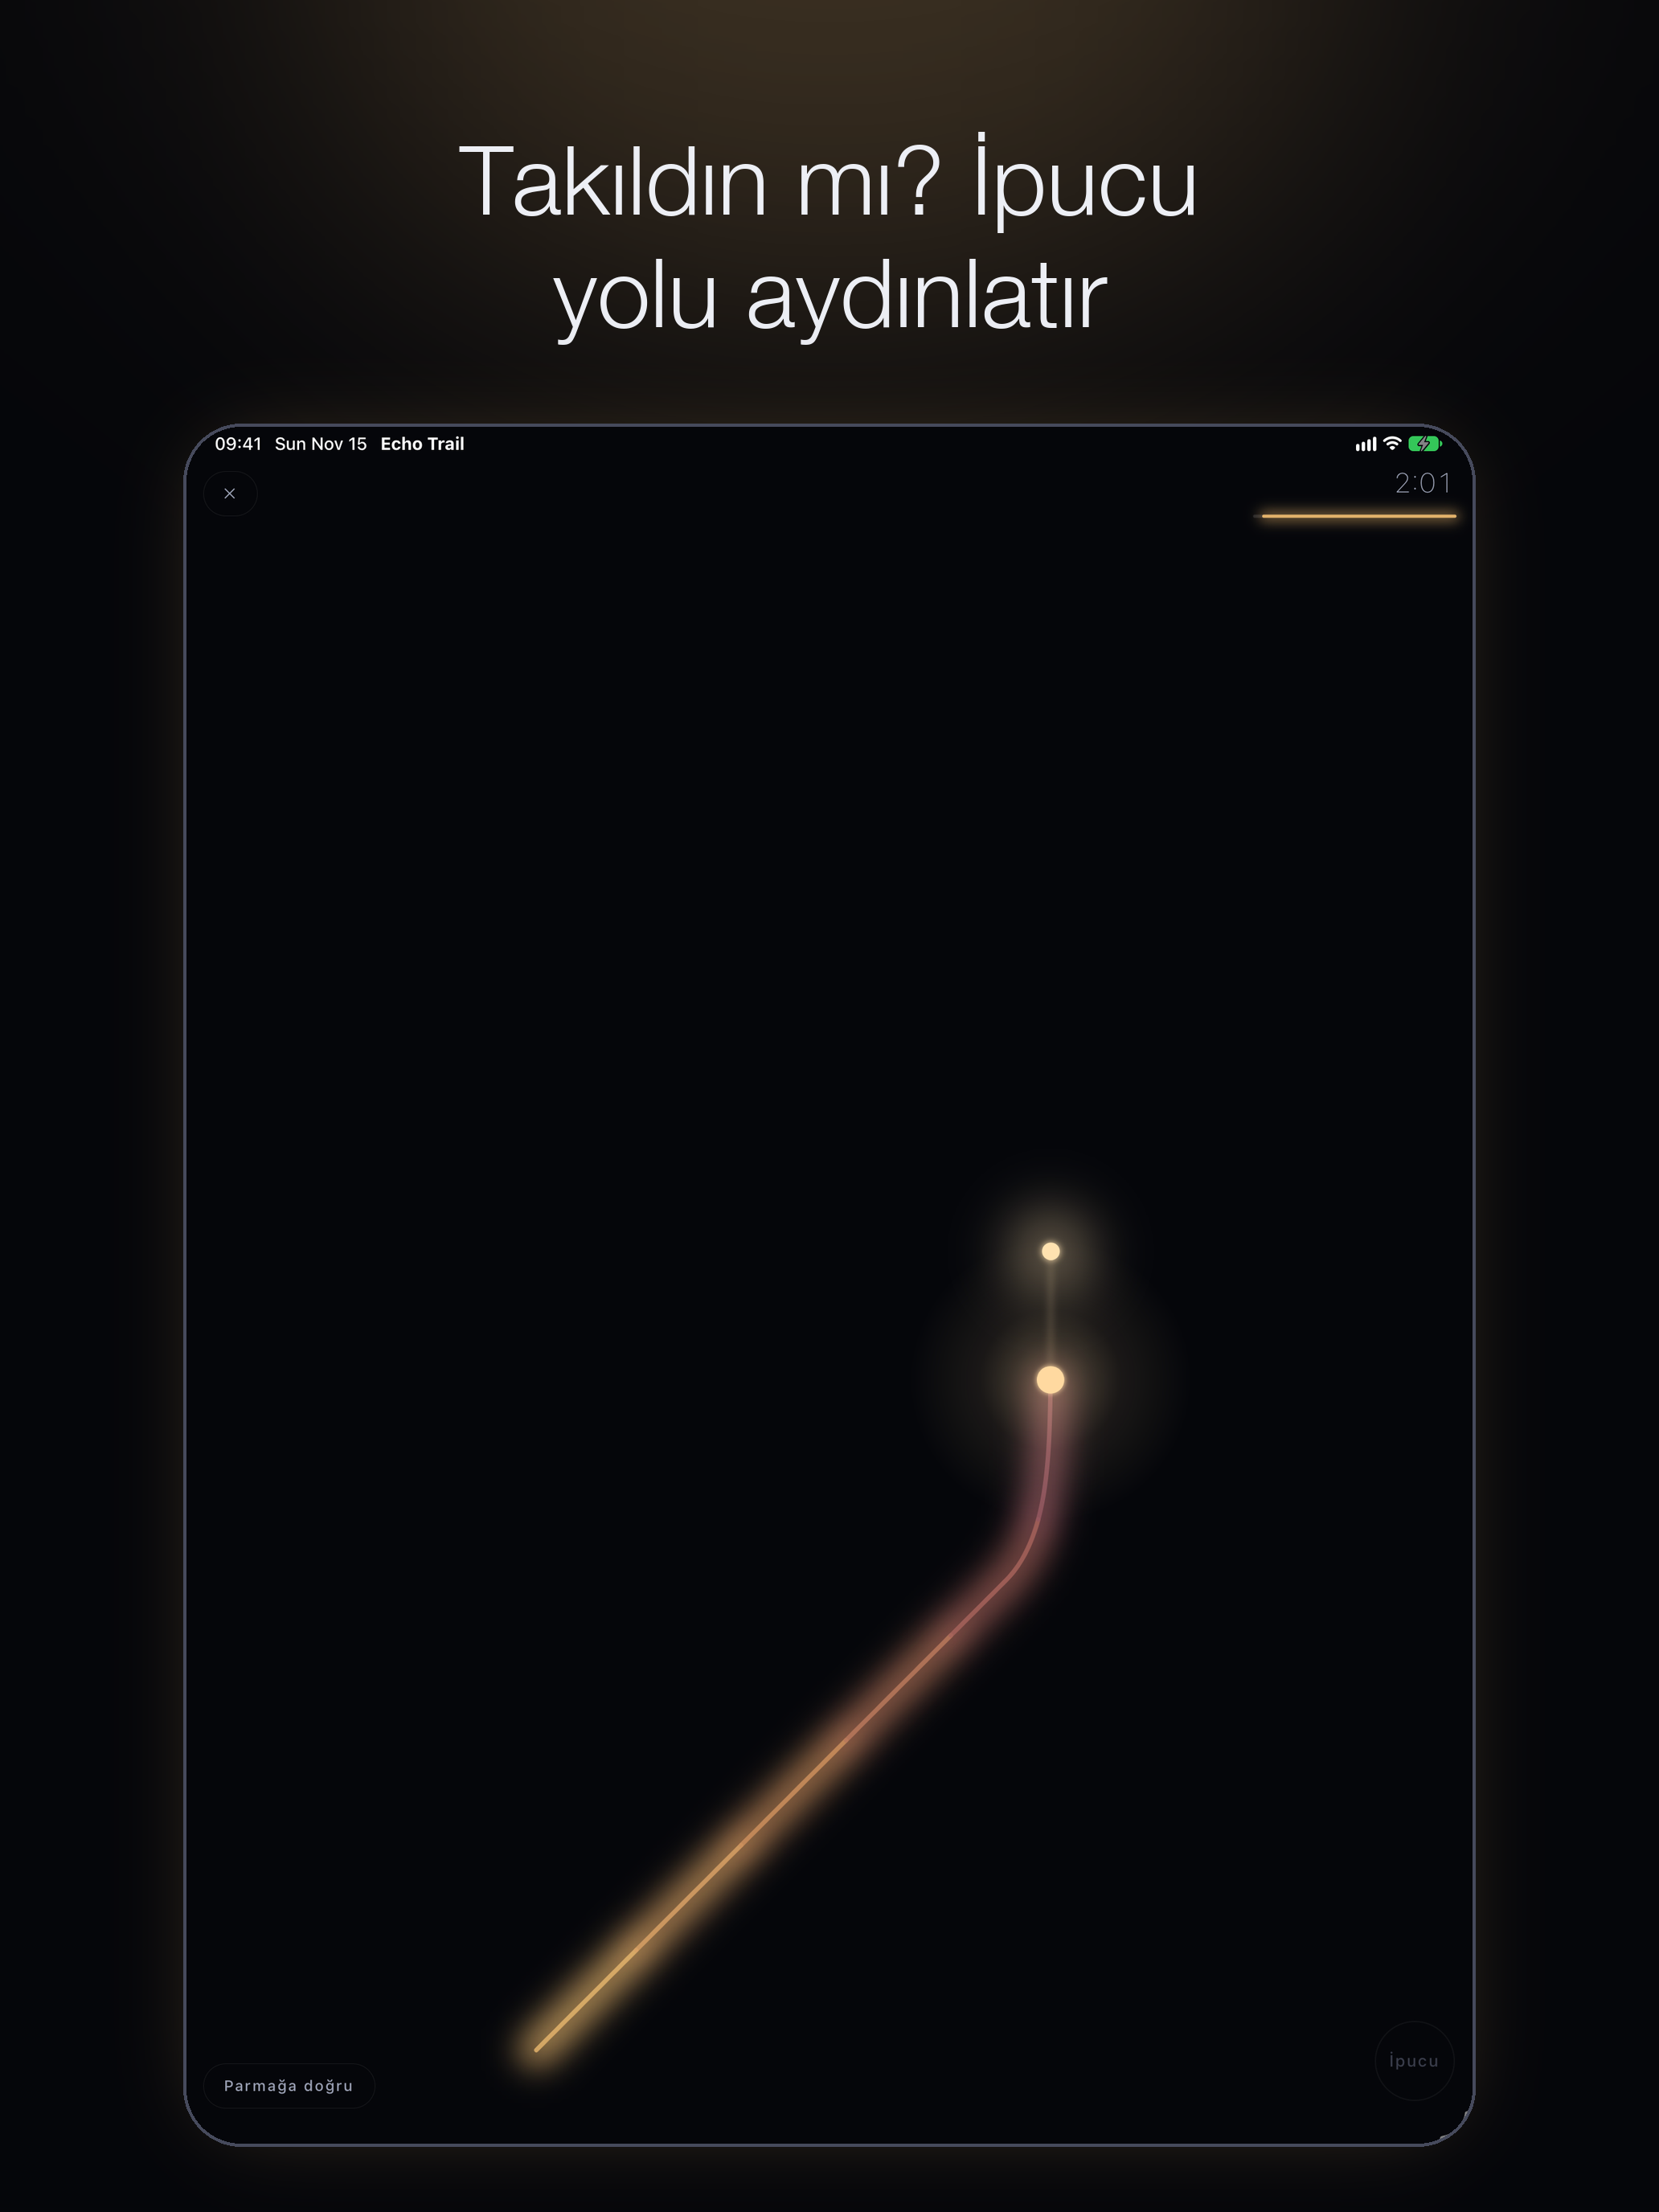 Takıldın mı? İpucu
yolu aydınlatır
09:41 Sun Nov 15 Echo Trail
2:01
Parmağa doğru
İpucu